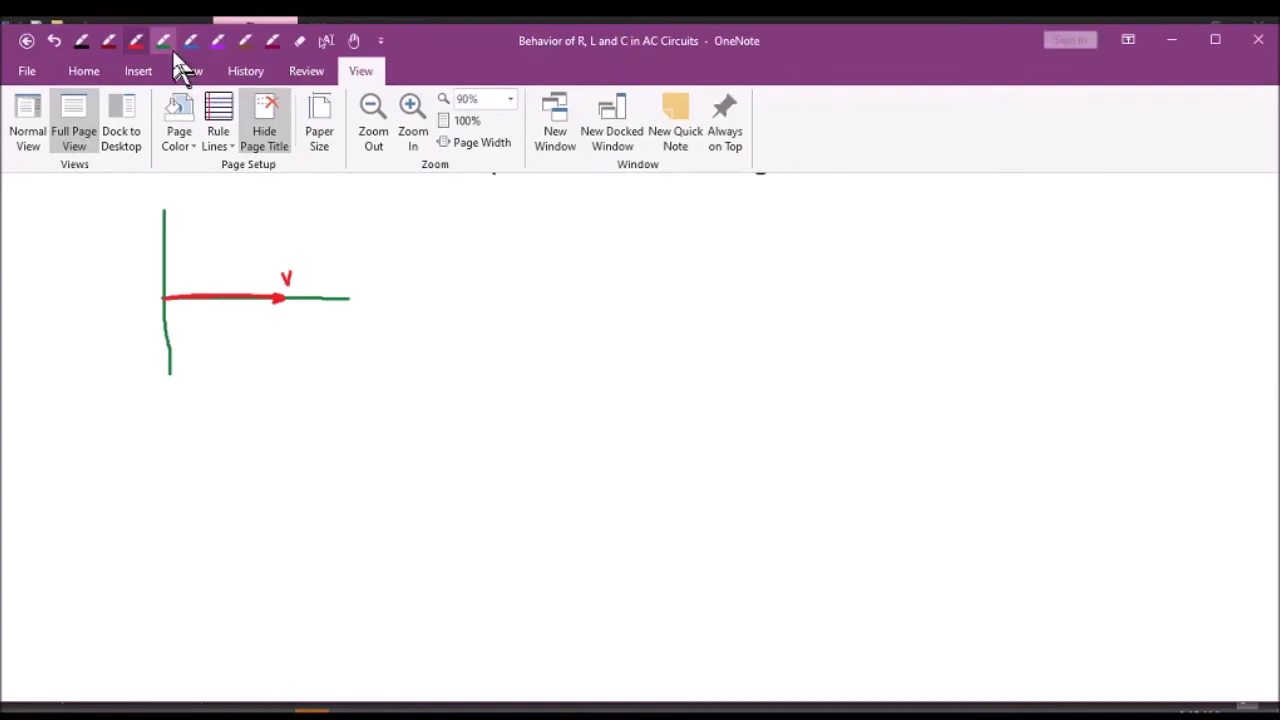 Behavior of R, L and C in AC Circuits - OneNote
Sign in
File Home Insert History Review View
90%
100%
Page Width
Normal View
Full Page View
Dock to Desktop
Page Color
Rule Lines
Hide Page Title
Paper Size
Zoom Out
Zoom In
New Window
New Docked Window
New Quick Note
Always on Top
Views Page Setup Zoom Window
V